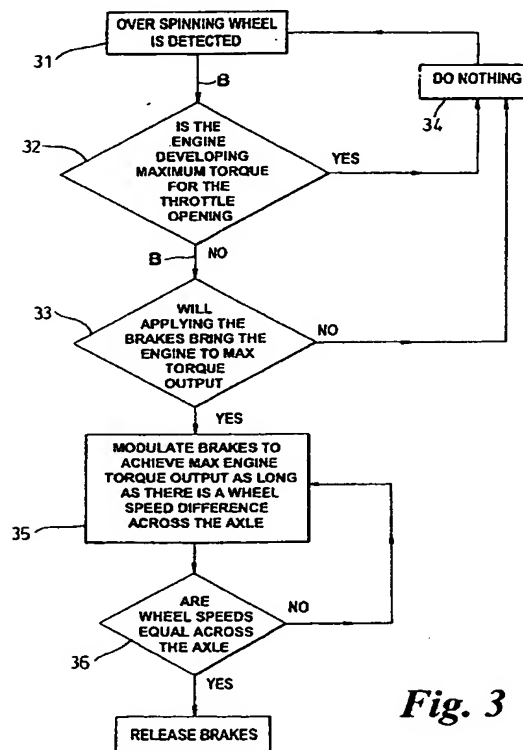 OVER SPINNING WHEEL
IS DETECTED
31
B
DO NOTHING
34
IS THE
ENGINE
DEVELOPING
MAXIMUM TORQUE
FOR THE
THROTTLE
OPENING
32
YES
B
NO
33
WILL
APPLYING THE
BRAKES BRING THE
ENGINE TO MAX
TORQUE
OUTPUT
NO
YES
MODULATE BRAKES TO
ACHIEVE MAX ENGINE
TORQUE OUTPUT AS LONG
AS THERE IS A WHEEL
SPEED DIFFERENCE
ACROSS THE AXLE
35
ARE
WHEEL SPEEDS
EQUAL ACROSS
THE AXLE
NO
36
YES
RELEASE BRAKES
Fig. 3